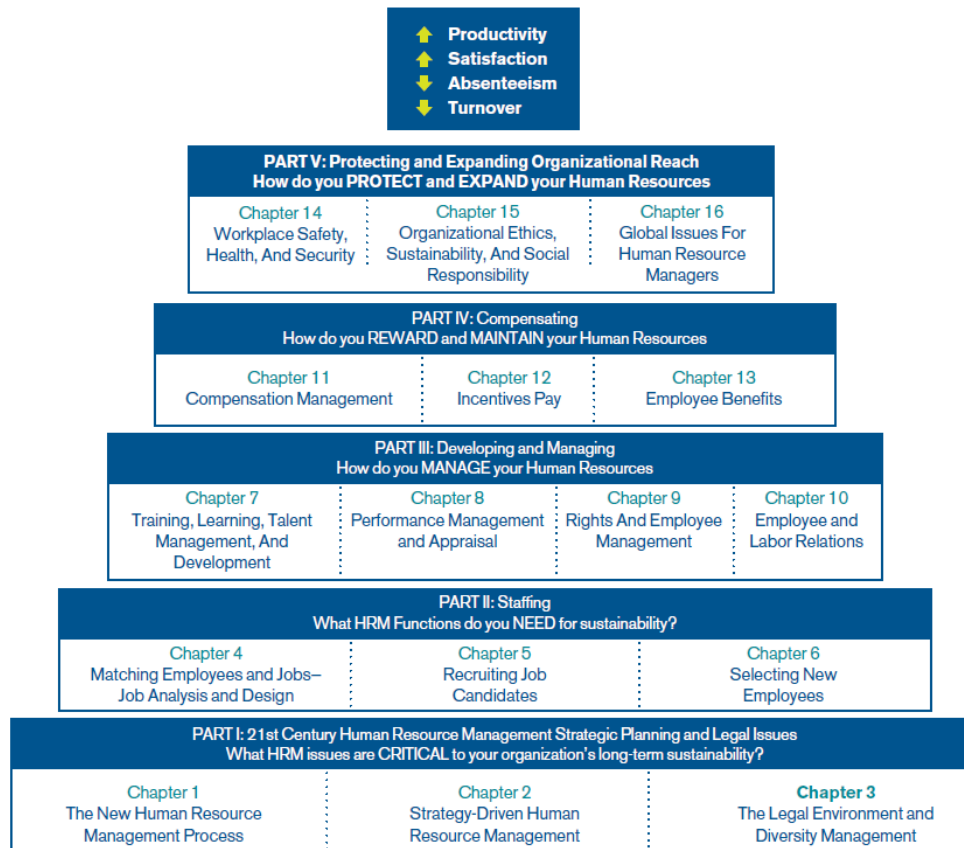 Productivity
Satisfaction
Absenteeism
Turnover
PART V: Protecting and Expanding Organizational Reach
How do you PROTECT and EXPAND your Human Resources
Chapter 14
Workplace Safety,
Health, And Security
Chapter 15
Organizational Ethics,
Sustainability, And Social
Responsibility
Chapter 16
Global Issues For
Human Resource
Managers
PART IV: Compensating
How do you REWARD and MAINTAIN your Human Resources
Chapter 11
Compensation Management
Chapter 12
Incentives Pay
Chapter 13
Employee Benefits
PART III: Developing and Managing
How do you MANAGE your Human Resources
Chapter 7
Training, Learning, Talent
Management, And
Development
Chapter 8
Performance Management
and Appraisal
Chapter 9
Rights And Employee
Management
Chapter 10
Employee and
Labor Relations
PART II: Staffing
What HRM Functions do you NEED for sustainability?
Chapter 4
Matching Employees and Jobs–
Job Analysis and Design
Chapter 5
Recruiting Job
Candidates
Chapter 6
Selecting New
Employees
PART I: 21st Century Human Resource Management Strategic Planning and Legal Issues
What HRM issues are CRITICAL to your organization's long-term sustainability?
Chapter 1
The New Human Resource
Management Process
Chapter 2
Strategy-Driven Human
Resource Management
Chapter 3
The Legal Environment and
Diversity Management